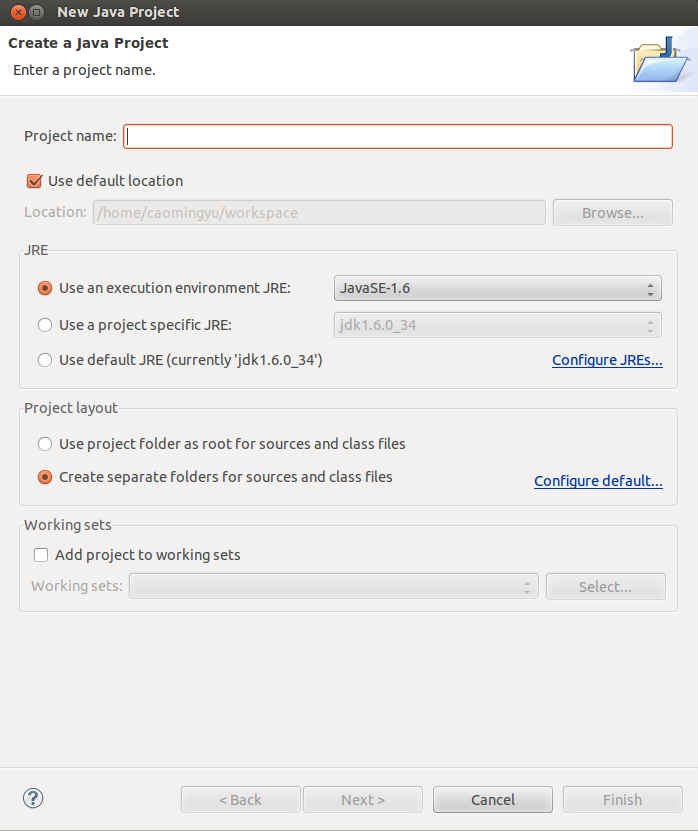 New Java Project
Create a Java Project
Enter a project name.
Project name:
Use default location
Location: /home/caomingyu/workspace Browse...
JRE
Use an execution environment JRE: JavaSE-1.6
Use a project specific JRE: jdk1.6.0_34
Use default JRE (currently 'jdk1.6.0_34') Configure JREs...
Project layout
Use project folder as root for sources and class files
Create separate folders for sources and class files Configure default...
Working sets
Add project to working sets
Working sets: Select...
? < Back Next > Cancel Finish